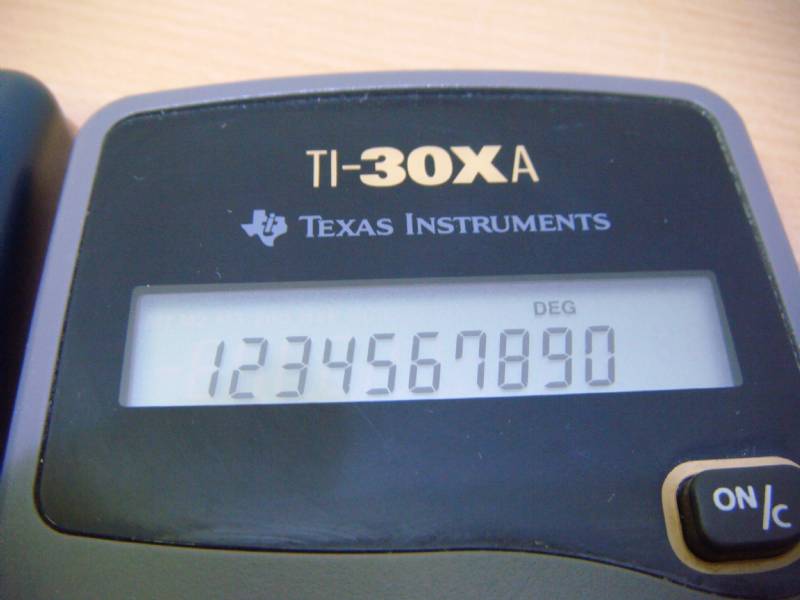 TI-30XA
TEXAS INSTRUMENTS
DEG
1234567890
ON/C